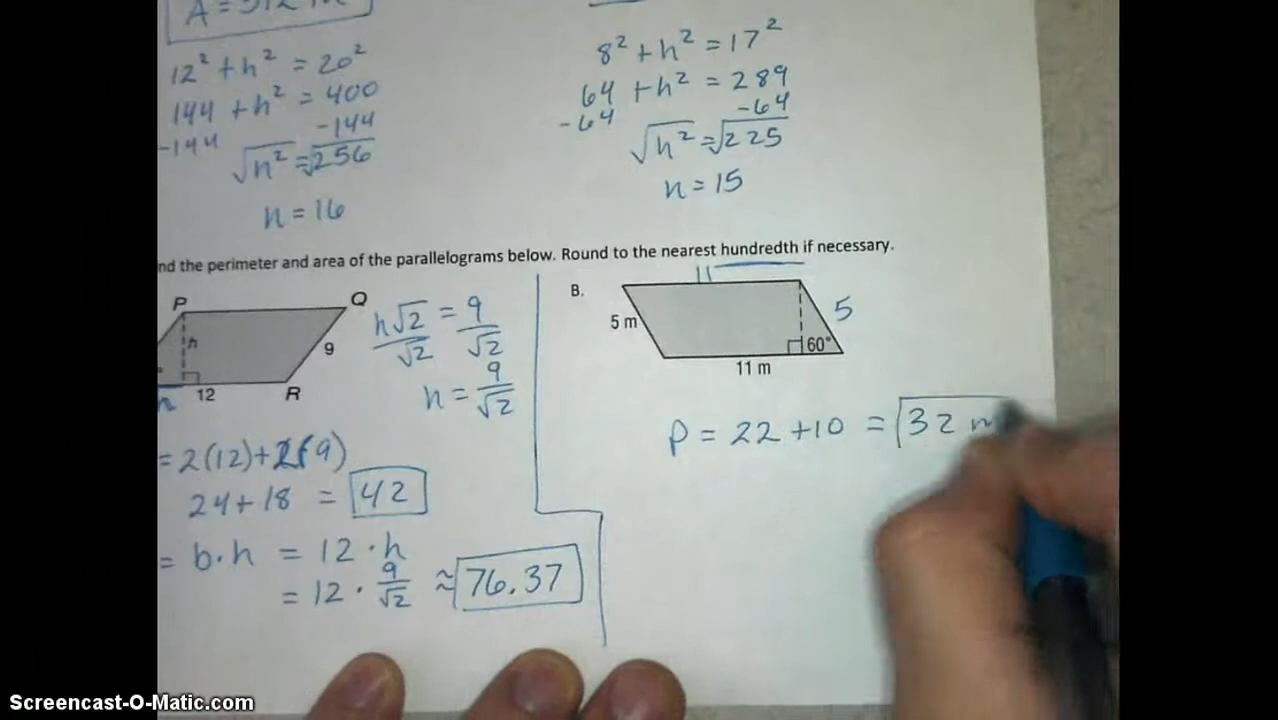 12² + h² = 20²
144 + h² = 400
-144 -144
√h² = √256
h = 16
8² + h² = 17²
64 + h² = 289
-64 -64
√h² = √225
h = 15
nd the perimeter and area of the parallelograms below. Round to the nearest hundredth if necessary.
P
Q
h
9
12
R
h√2 = 9
√2 √2
h = 9/√2
= 2(12)+2(9)
24+18 = 42
= b·h = 12·h
= 12 · 9/√2 ≈ 76.37
B.
11
5 m
5
60°
11 m
P = 22 +10 = 32 m
Screencast-O-Matic.com